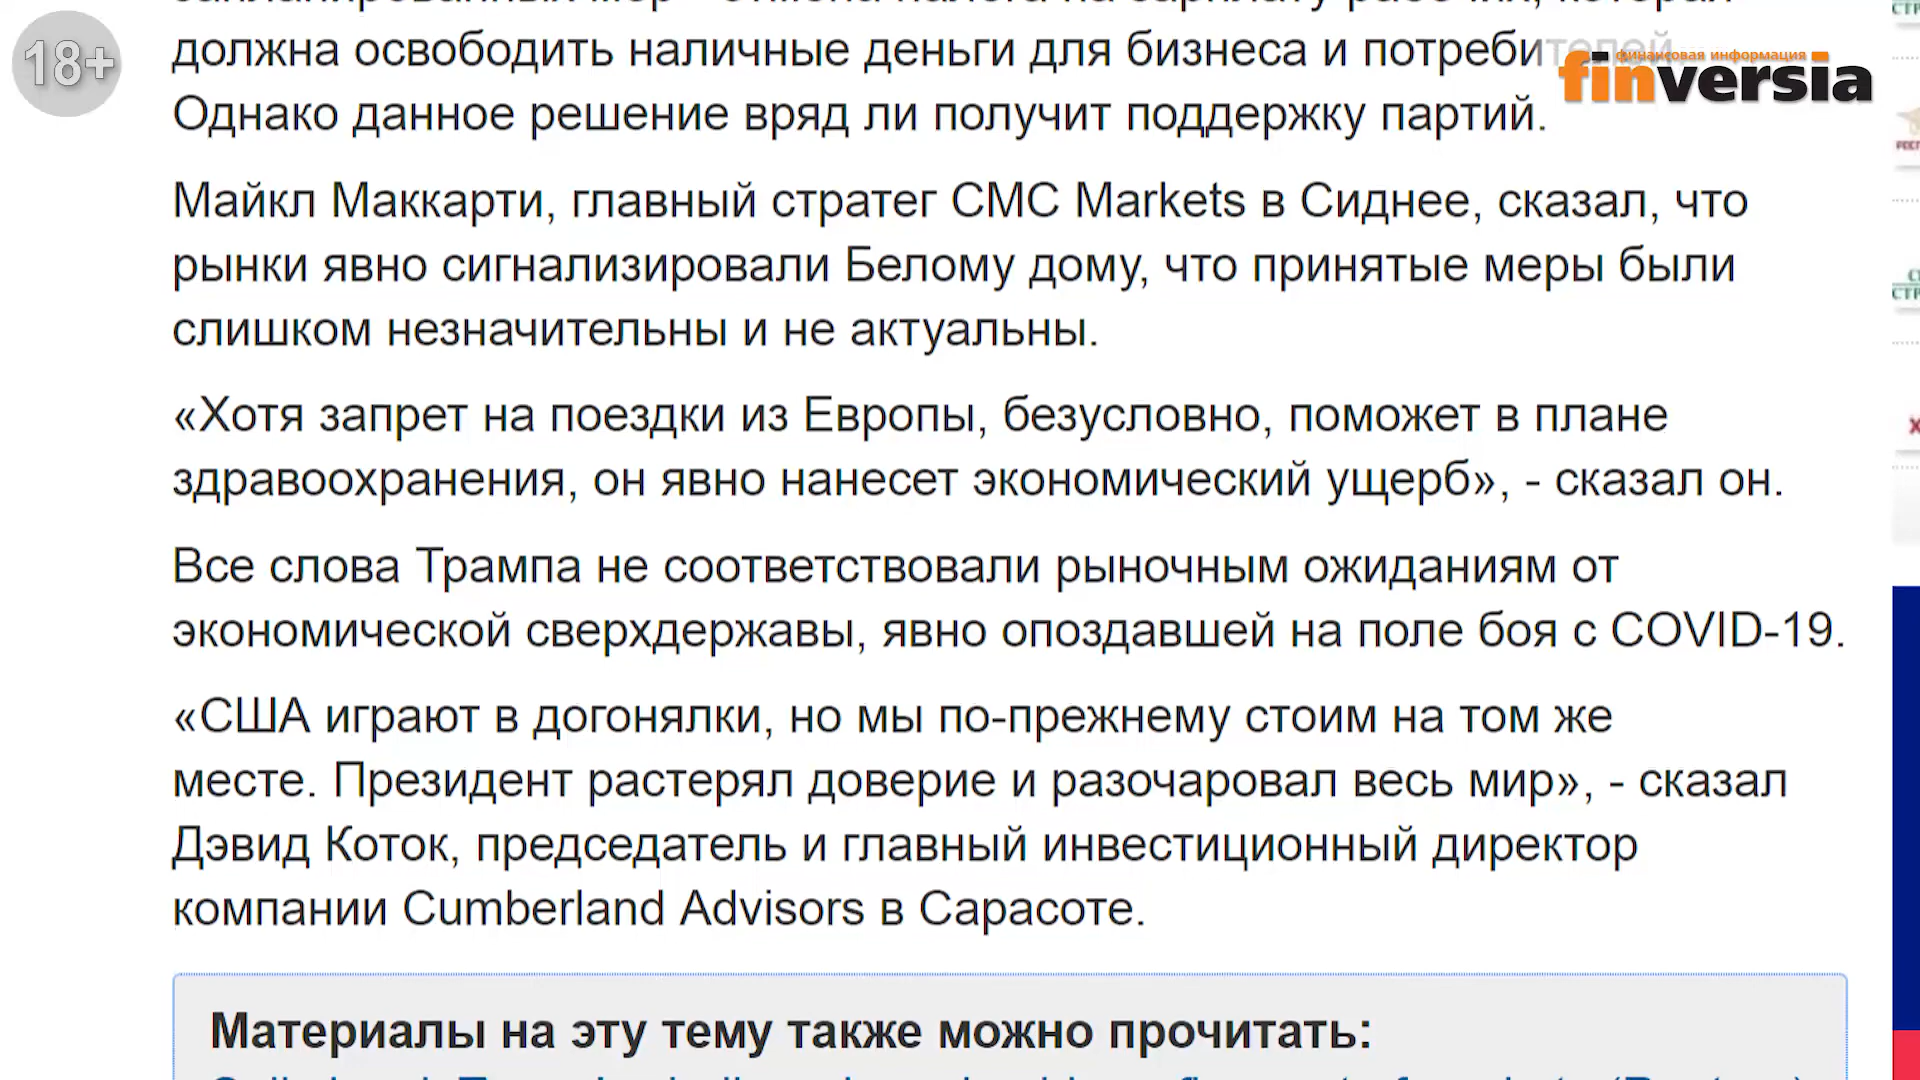 18+
финансовая информация
finversia
должна освободить наличные деньги для бизнеса и потребителей.
Однако данное решение вряд ли получит поддержку партий.
Майкл Маккарти, главный стратег CMC Markets в Сиднее, сказал, что
рынки явно сигнализировали Белому дому, что принятые меры были
слишком незначительны и не актуальны.
«Хотя запрет на поездки из Европы, безусловно, поможет в плане
здравоохранения, он явно нанесет экономический ущерб», - сказал он.
Все слова Трампа не соответствовали рыночным ожиданиям от
экономической сверхдержавы, явно опоздавшей на поле боя с COVID-19.
«США играют в догонялки, но мы по-прежнему стоим на том же
месте. Президент растерял доверие и разочаровал весь мир», - сказал
Дэвид Коток, председатель и главный инвестиционный директор
компании Cumberland Advisors в Сарасоте.
Материалы на эту тему также можно прочитать: